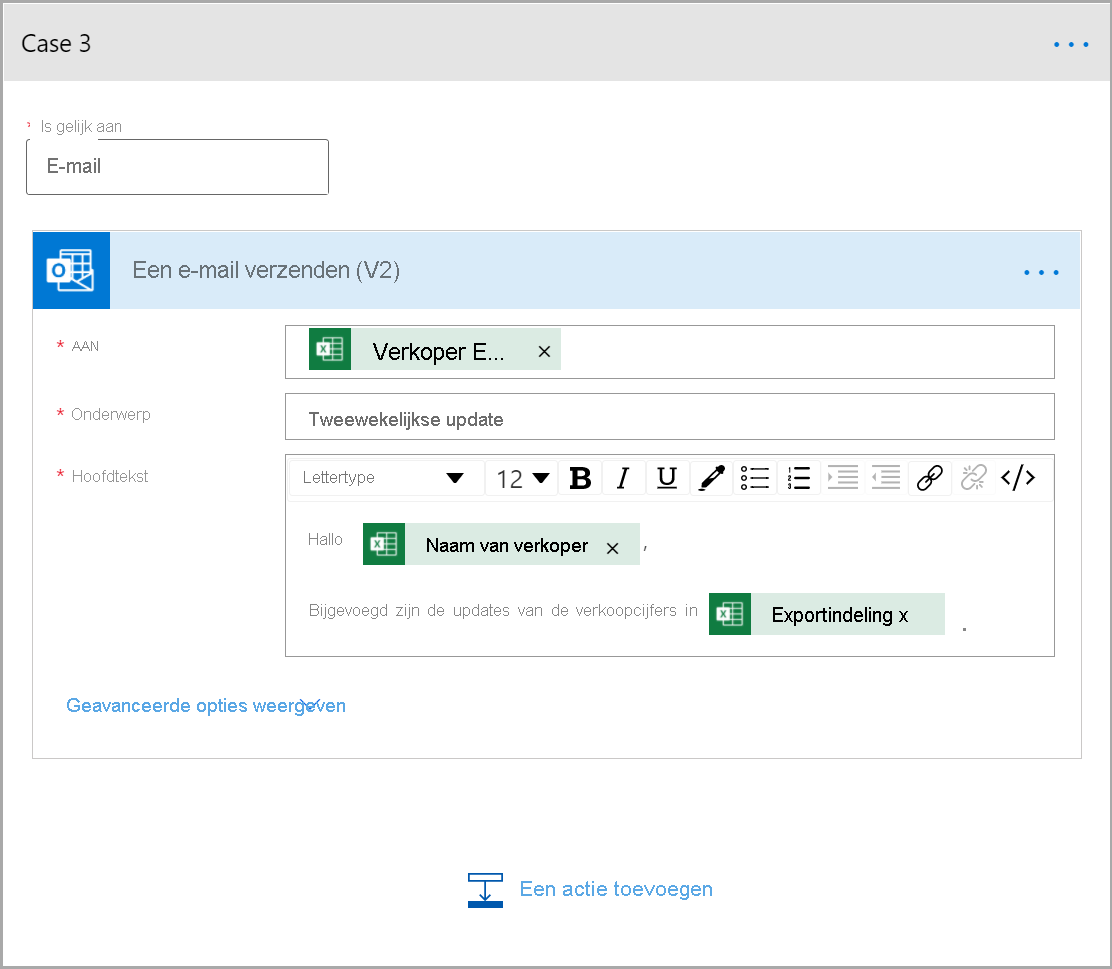 Case 3
* Is gelijk aan
E-mail
Een e-mail verzenden (V2)
* AAN
Verkoper E... ×
* Onderwerp
Tweewekelijkse update
* Hoofdtekst
Lettertype 12 B I U </>
Hallo Naam van verkoper × ,
Bijgevoegd zijn de updates van de verkoopcijfers in Exportindeling x .
Geavanceerde opties weergeven
Een actie toevoegen